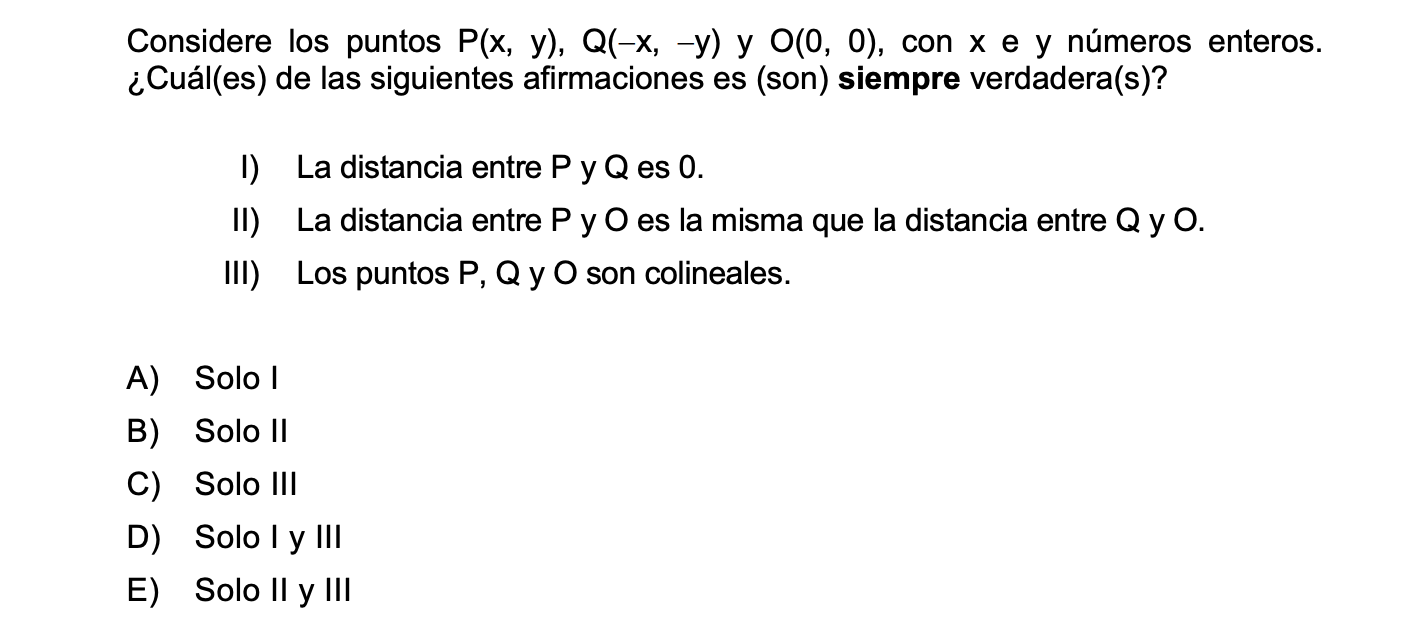 Considere los puntos P(x, y), Q(–x, –y) y O(0, 0), con x e y números enteros.
¿Cuál(es) de las siguientes afirmaciones es (son) siempre verdadera(s)?
I) La distancia entre P y Q es 0.
II) La distancia entre P y O es la misma que la distancia entre Q y O.
III) Los puntos P, Q y O son colineales.
A) Solo I
B) Solo II
C) Solo III
D) Solo I y III
E) Solo II y III